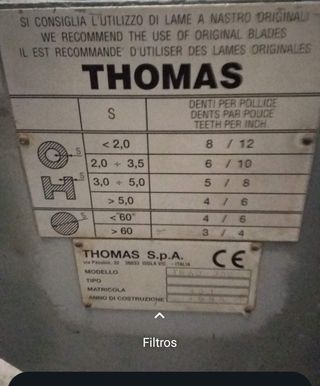 SI CONSIGLIA L'UTILIZZO DI LAME A NASTRO ORIGINALI
WE RECOMMEND THE USE OF ORIGINAL BLADES
IL EST RECOMMANDE' D'UTILISER DES LAMES ORIGINALES
THOMAS
S
DENTI PER POLLICE
DENTS PAR POUCE
TEETH PER INCH.
S < 2,0 8 / 12
2,0 ÷ 3,5 6 / 10
S 3,0 ÷ 5,0 5 / 8
> 5,0 4 / 6
S < 60 4 / 6
> 60 3 / 4
THOMAS S.p.A. CE
ISOLA VIC. - ITALIA
MODELLO
TIPO
MATRICOLA
ANNO DI COSTRUZIONE
Filtros